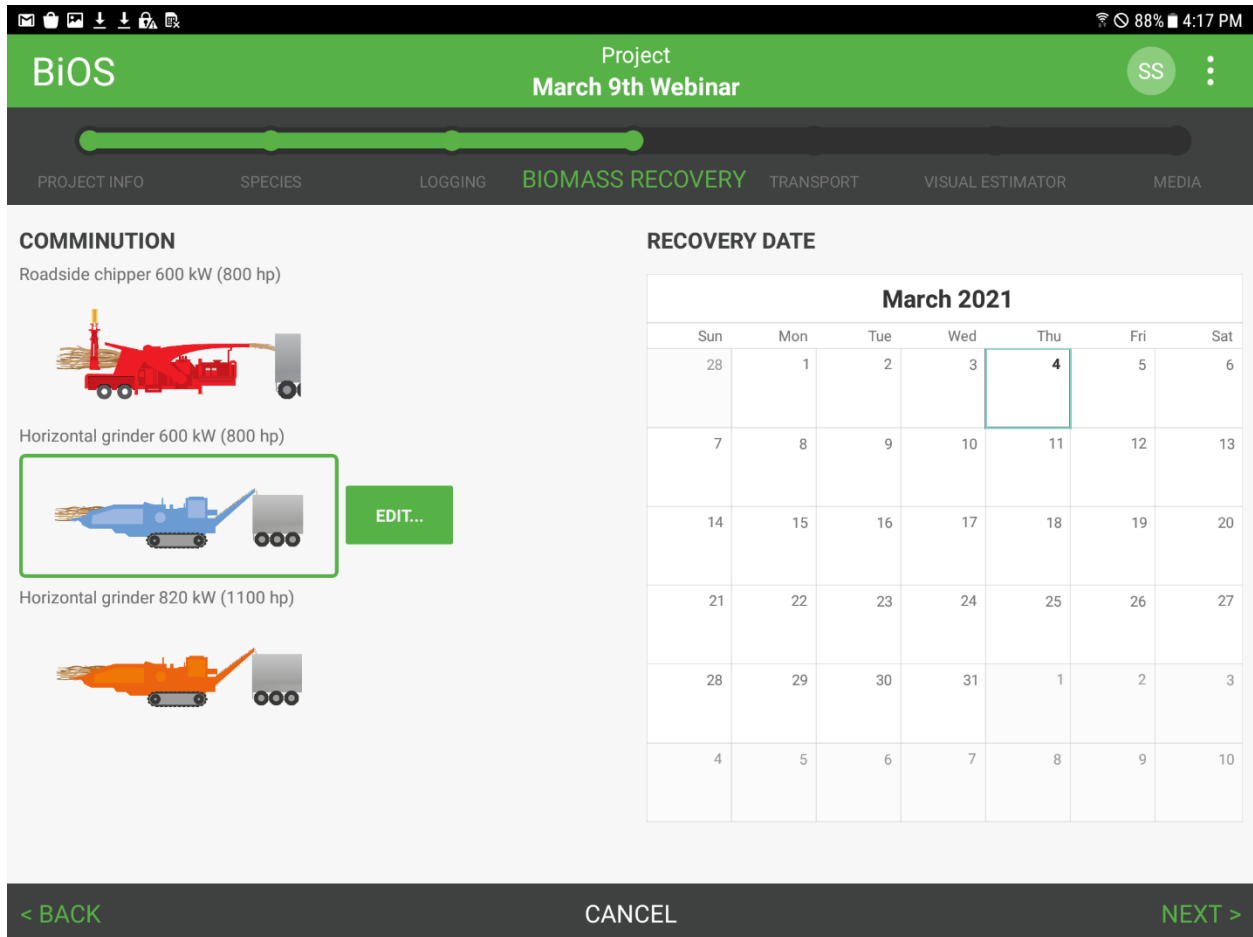 88% 4:17 PM
BiOS
Project
March 9th Webinar
SS
PROJECT INFO SPECIES LOGGING BIOMASS RECOVERY TRANSPORT VISUAL ESTIMATOR MEDIA
COMMINUTION
Roadside chipper 600 kW (800 hp)
Horizontal grinder 600 kW (800 hp)
EDIT...
Horizontal grinder 820 kW (1100 hp)
RECOVERY DATE
March 2021
Sun Mon Tue Wed Thu Fri Sat
28 1 2 3 4 5 6
7 8 9 10 11 12 13
14 15 16 17 18 19 20
21 22 23 24 25 26 27
28 29 30 31 1 2 3
4 5 6 7 8 9 10
< BACK CANCEL NEXT >